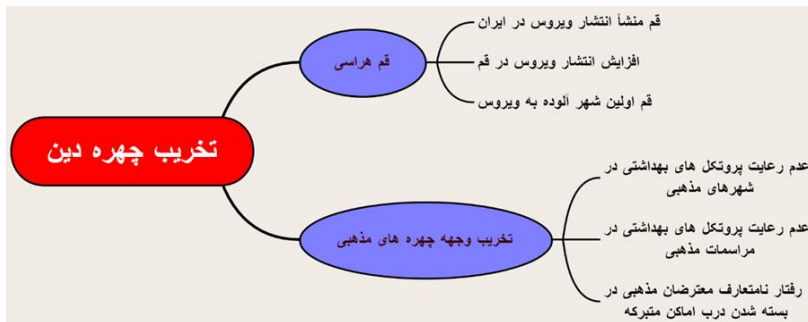 تخریب چهره دین
قم هراسی
قم منشأ انتشار ویروس در ایران
افزایش انتشار ویروس در قم
قم اولین شهر آلوده به ویروس
تخریب وجهه چهره های مذهبی
عدم رعایت پروتکل های بهداشتی در
شهرهای مذهبی
عدم رعایت پروتکل های بهداشتی در
مراسمات مذهبی
رفتار نامتعارف معترضان مذهبی در
بسته شدن درب اماکن متبرکه